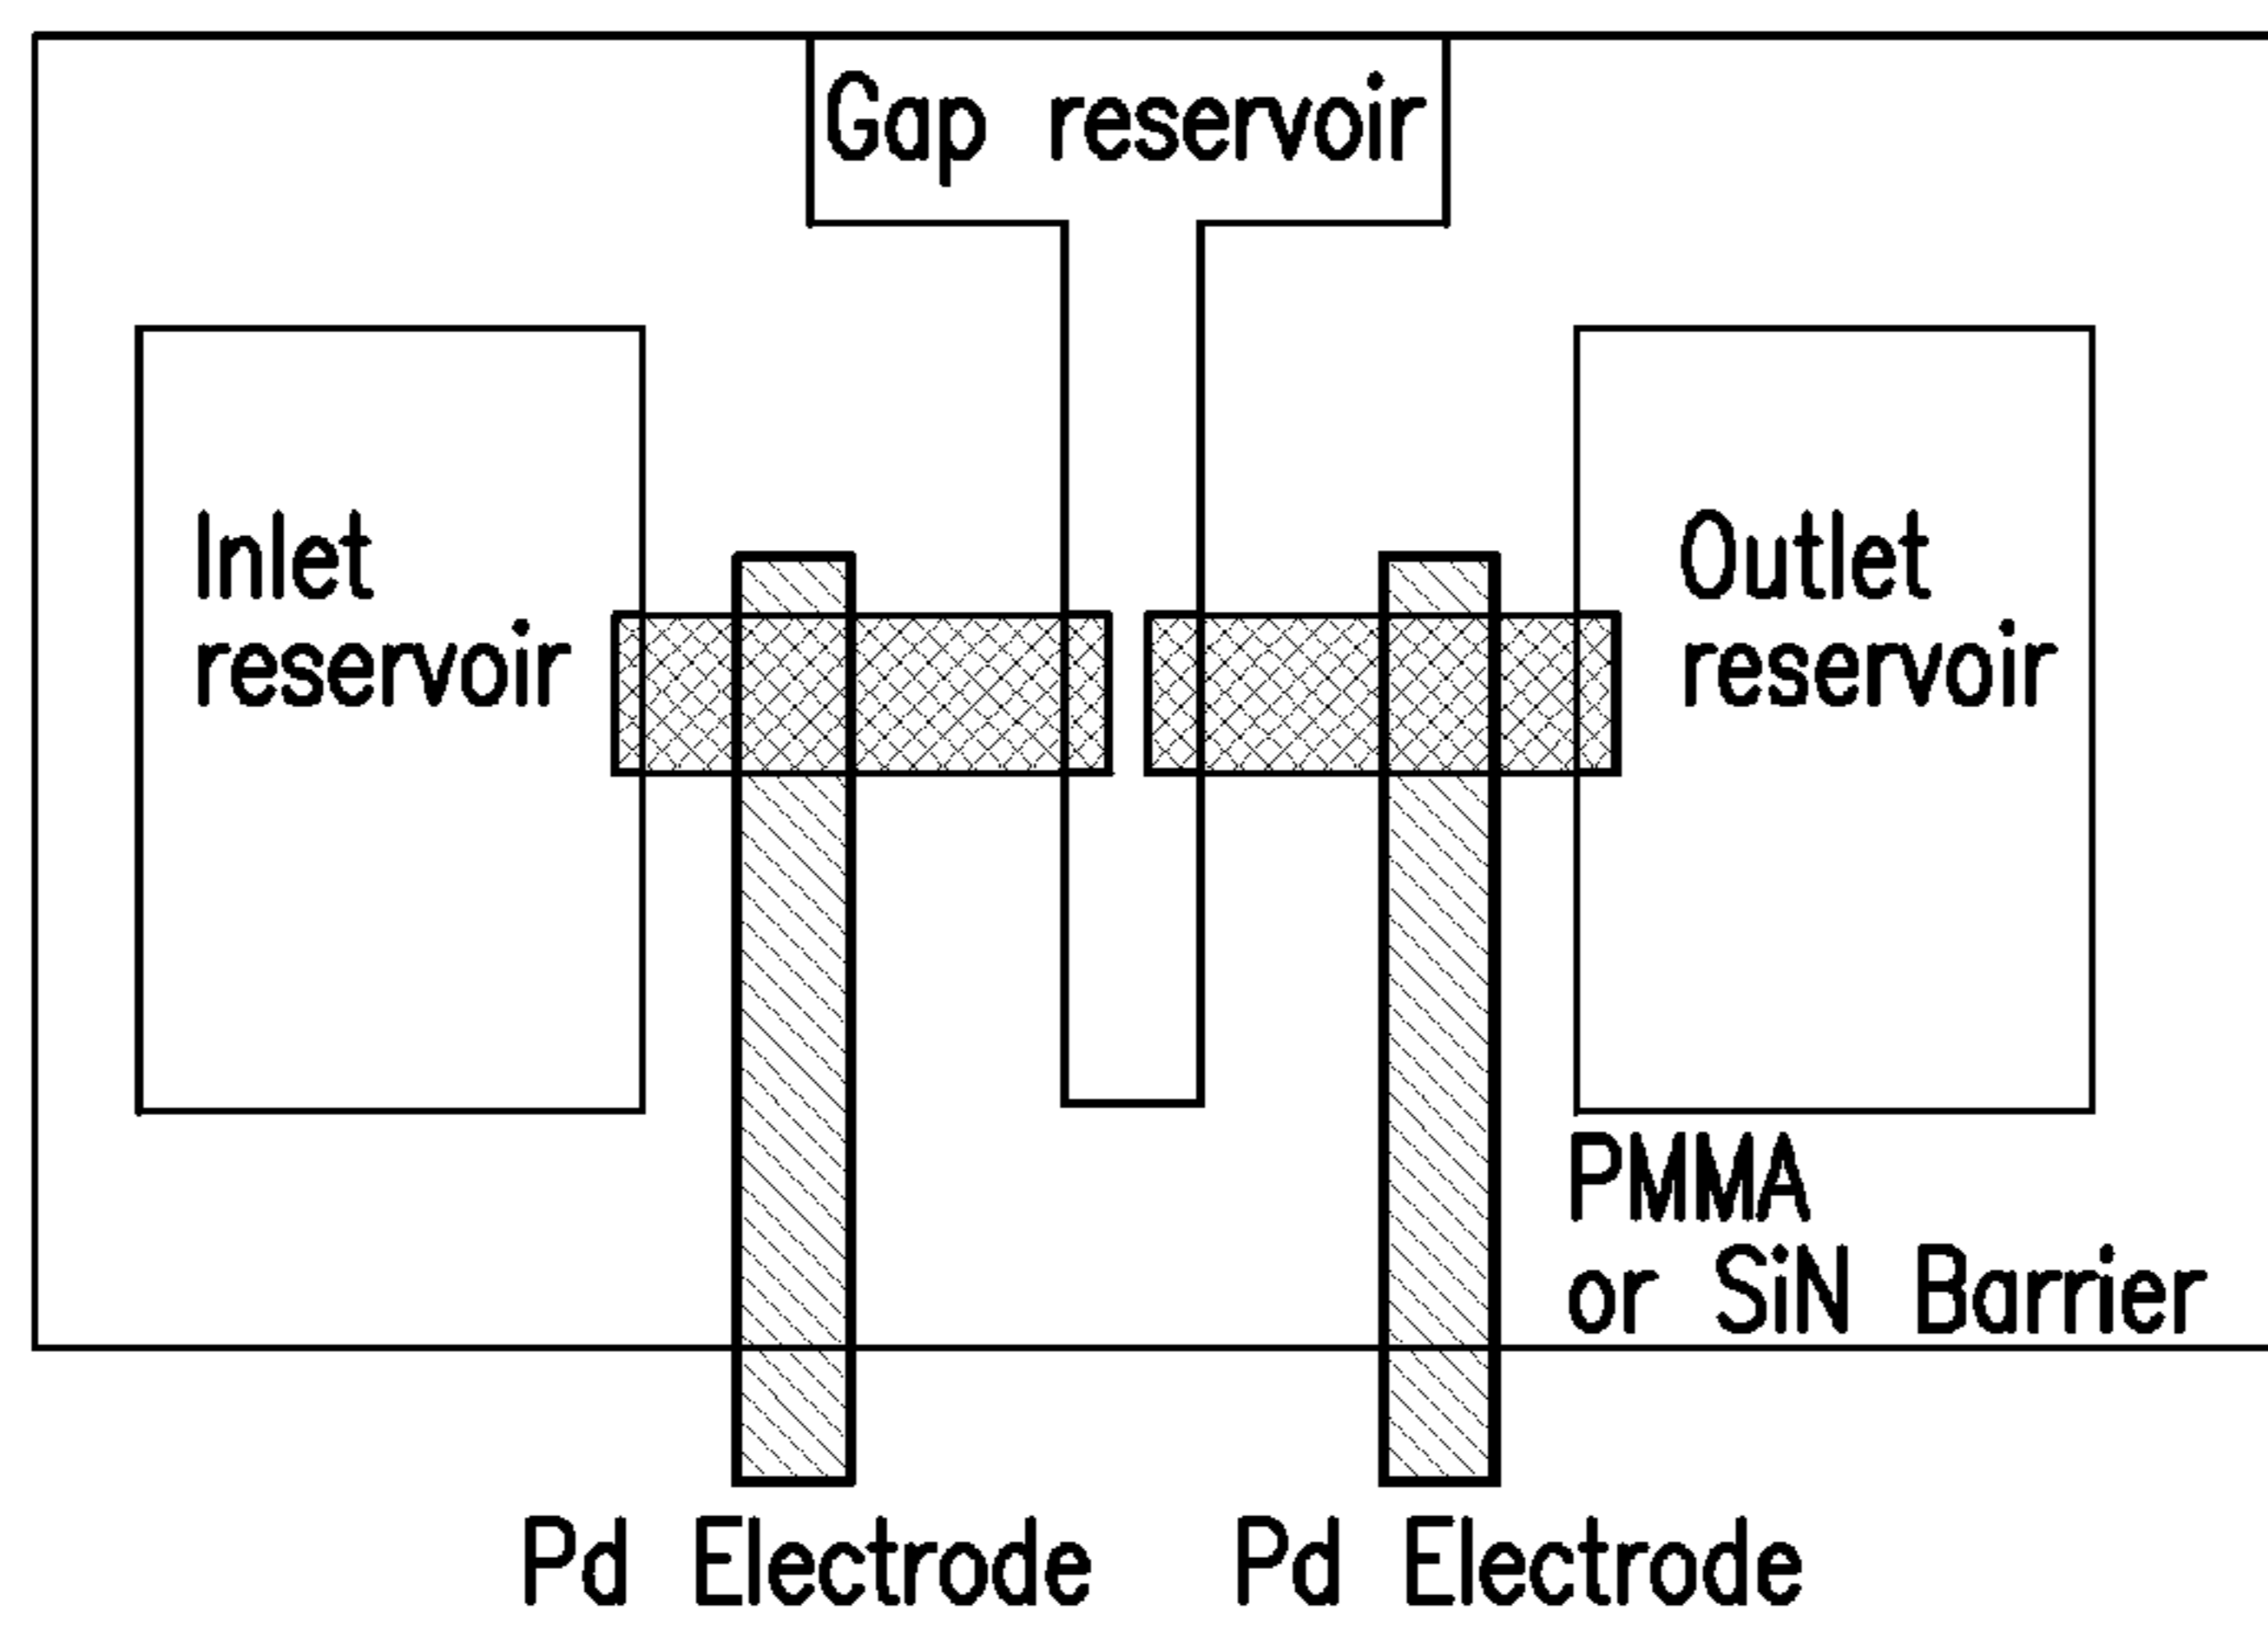 Gap reservoir
Inlet
reservoir
Outlet
reservoir
PMMA
or SiN Barrier
Pd Electrode
Pd Electrode